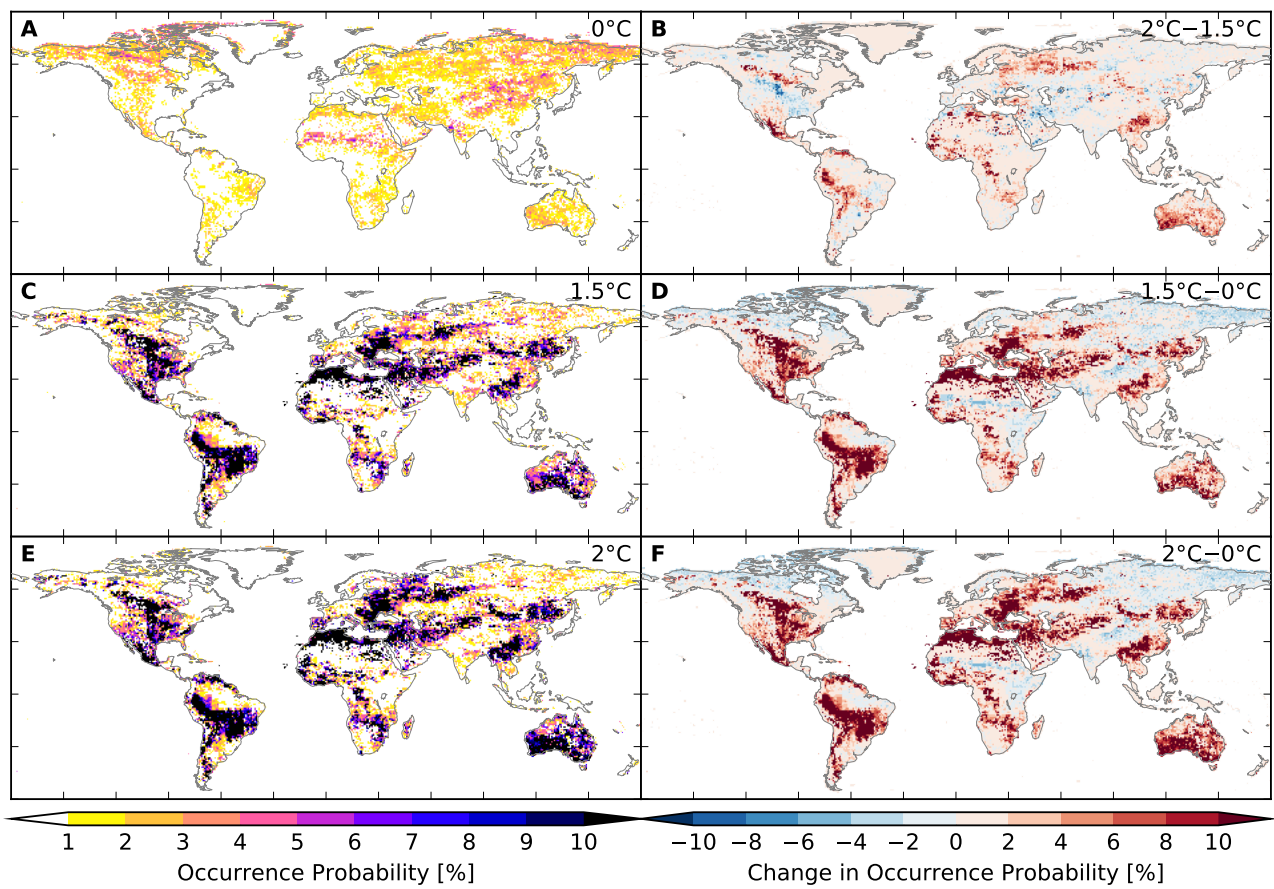 A 0°C
B 2°C−1.5°C
C 1.5°C
D 1.5°C−0°C
E 2°C
F 2°C−0°C
1 2 3 4 5 6 7 8 9 10
Occurrence Probability [%]
−10 −8 −6 −4 −2 0 2 4 6 8 10
Change in Occurrence Probability [%]